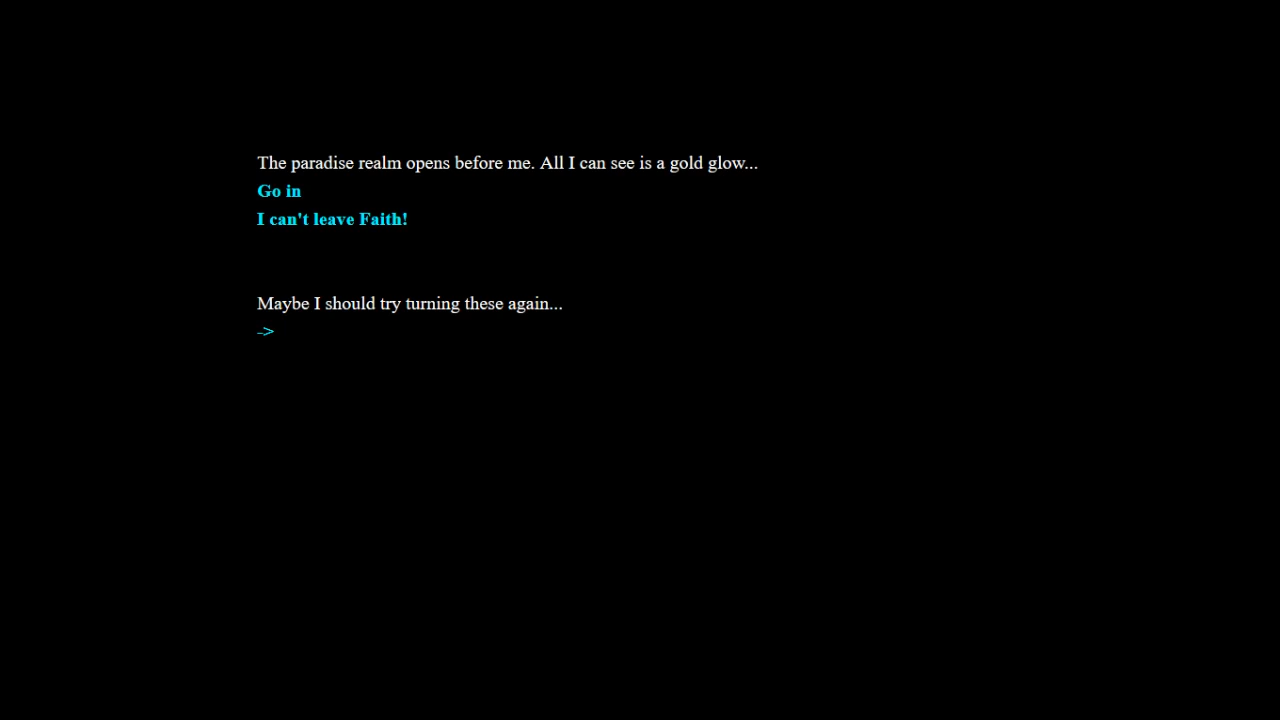 The paradise realm opens before me. All I can see is a gold glow...
Go in
I can't leave Faith!
Maybe I should try turning these again...
->